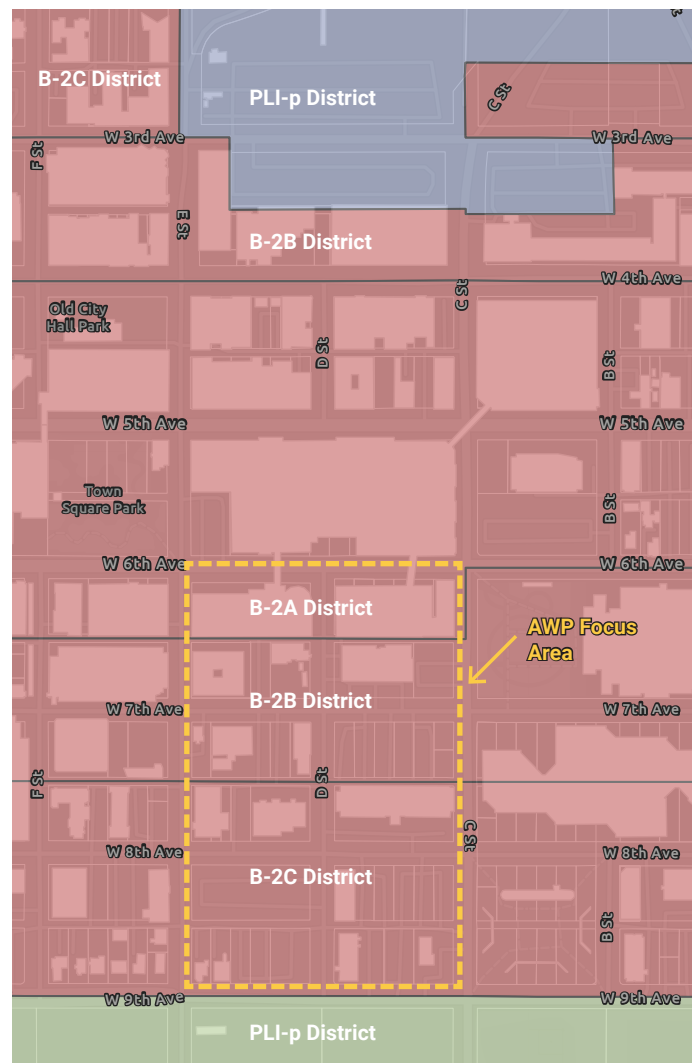 B-2C District
PLI-p District
C St
W 3rd Ave
W 3rd Ave
F St
E St
B-2B District
W 4th Ave
C St
Old City
Hall Park
D St
B St
W 5th Ave
W 5th Ave
Town
Square Park
B St
W 6th Ave
W 6th Ave
B-2A District
AWP Focus
Area
B-2B District
W 7th Ave
W 7th Ave
F St
D St
C St
W 8th Ave
W 8th Ave
B-2C District
B St
W 9th Ave
W 9th Ave
PLI-p District